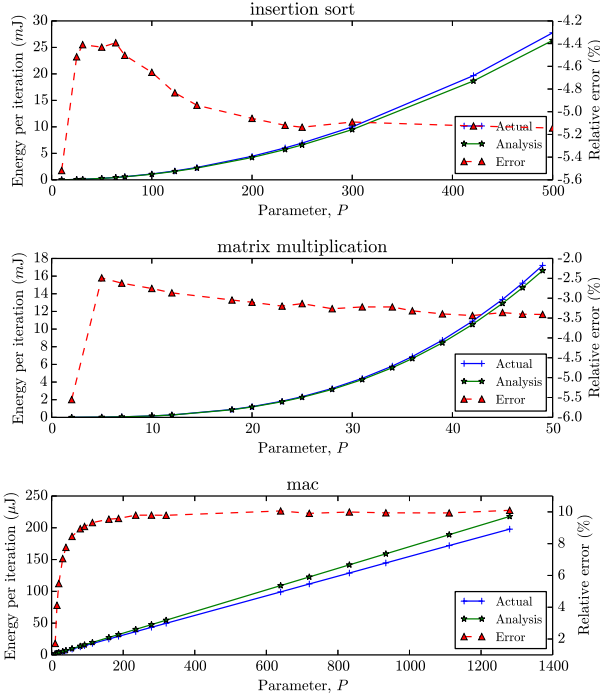 insertion sort
30
25
20
15
10
5
0
Energy per iteration (mJ)
-4.2
-4.4
-4.6
-4.8
-5.0
-5.2
-5.4
-5.6
Relative error (%)
Actual
Analysis
Error
0 100 200 300 400 500
Parameter, P
matrix multiplication
18
16
14
12
10
8
6
4
2
0
Energy per iteration (mJ)
-2.0
-2.5
-3.0
-3.5
-4.0
-4.5
-5.0
-5.5
-6.0
Relative error (%)
Actual
Analysis
Error
0 10 20 30 40 50
Parameter, P
mac
250
200
150
100
50
0
Energy per iteration (μJ)
10
8
6
4
2
Relative error (%)
Actual
Analysis
Error
0 200 400 600 800 1000 1200 1400
Parameter, P